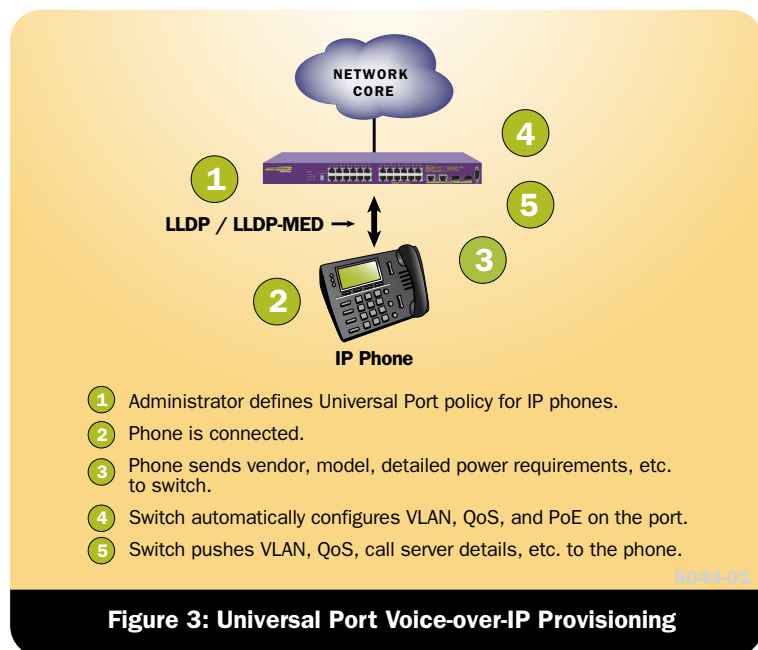 NETWORK
CORE
4
1
5
LLDP / LLDP-MED
3
2
IP Phone
1 Administrator defines Universal Port policy for IP phones.
2 Phone is connected.
3 Phone sends vendor, model, detailed power requirements, etc.
to switch.
4 Switch automatically configures VLAN, QoS, and PoE on the port.
5 Switch pushes VLAN, QoS, call server details, etc. to the phone.
5044-01
Figure 3: Universal Port Voice-over-IP Provisioning